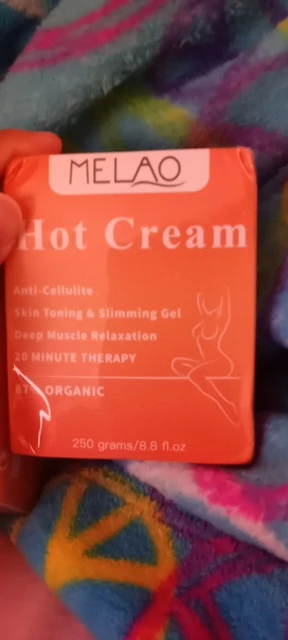 MELAO
Hot Cream
Anti-Cellulite
Skin Toning & Slimming Gel
Deep Muscle Relaxation
20 MINUTE THERAPY
87% ORGANIC
250 grams/8.8 fl.oz